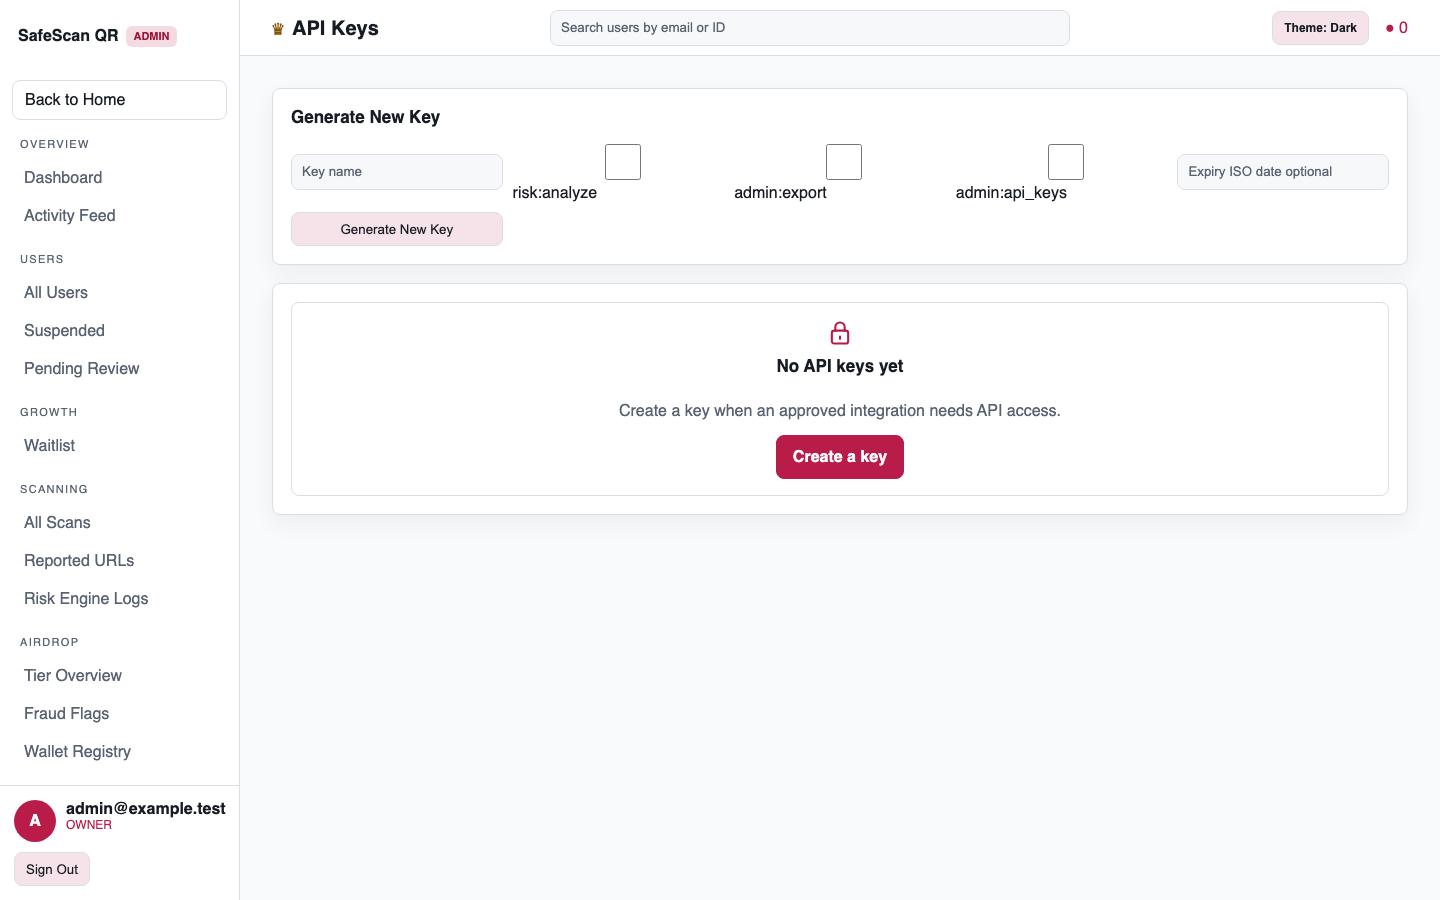 SafeScan QR ADMIN
Back to Home
OVERVIEW
Dashboard
Activity Feed
USERS
All Users
Suspended
Pending Review
GROWTH
Waitlist
SCANNING
All Scans
Reported URLs
Risk Engine Logs
AIRDROP
Tier Overview
Fraud Flags
Wallet Registry
A
admin@example.test
OWNER
Sign Out
API Keys
Search users by email or ID
Theme: Dark
0
Generate New Key
Key name
risk:analyze
admin:export
admin:api_keys
Expiry ISO date optional
Generate New Key
No API keys yet
Create a key when an approved integration needs API access.
Create a key